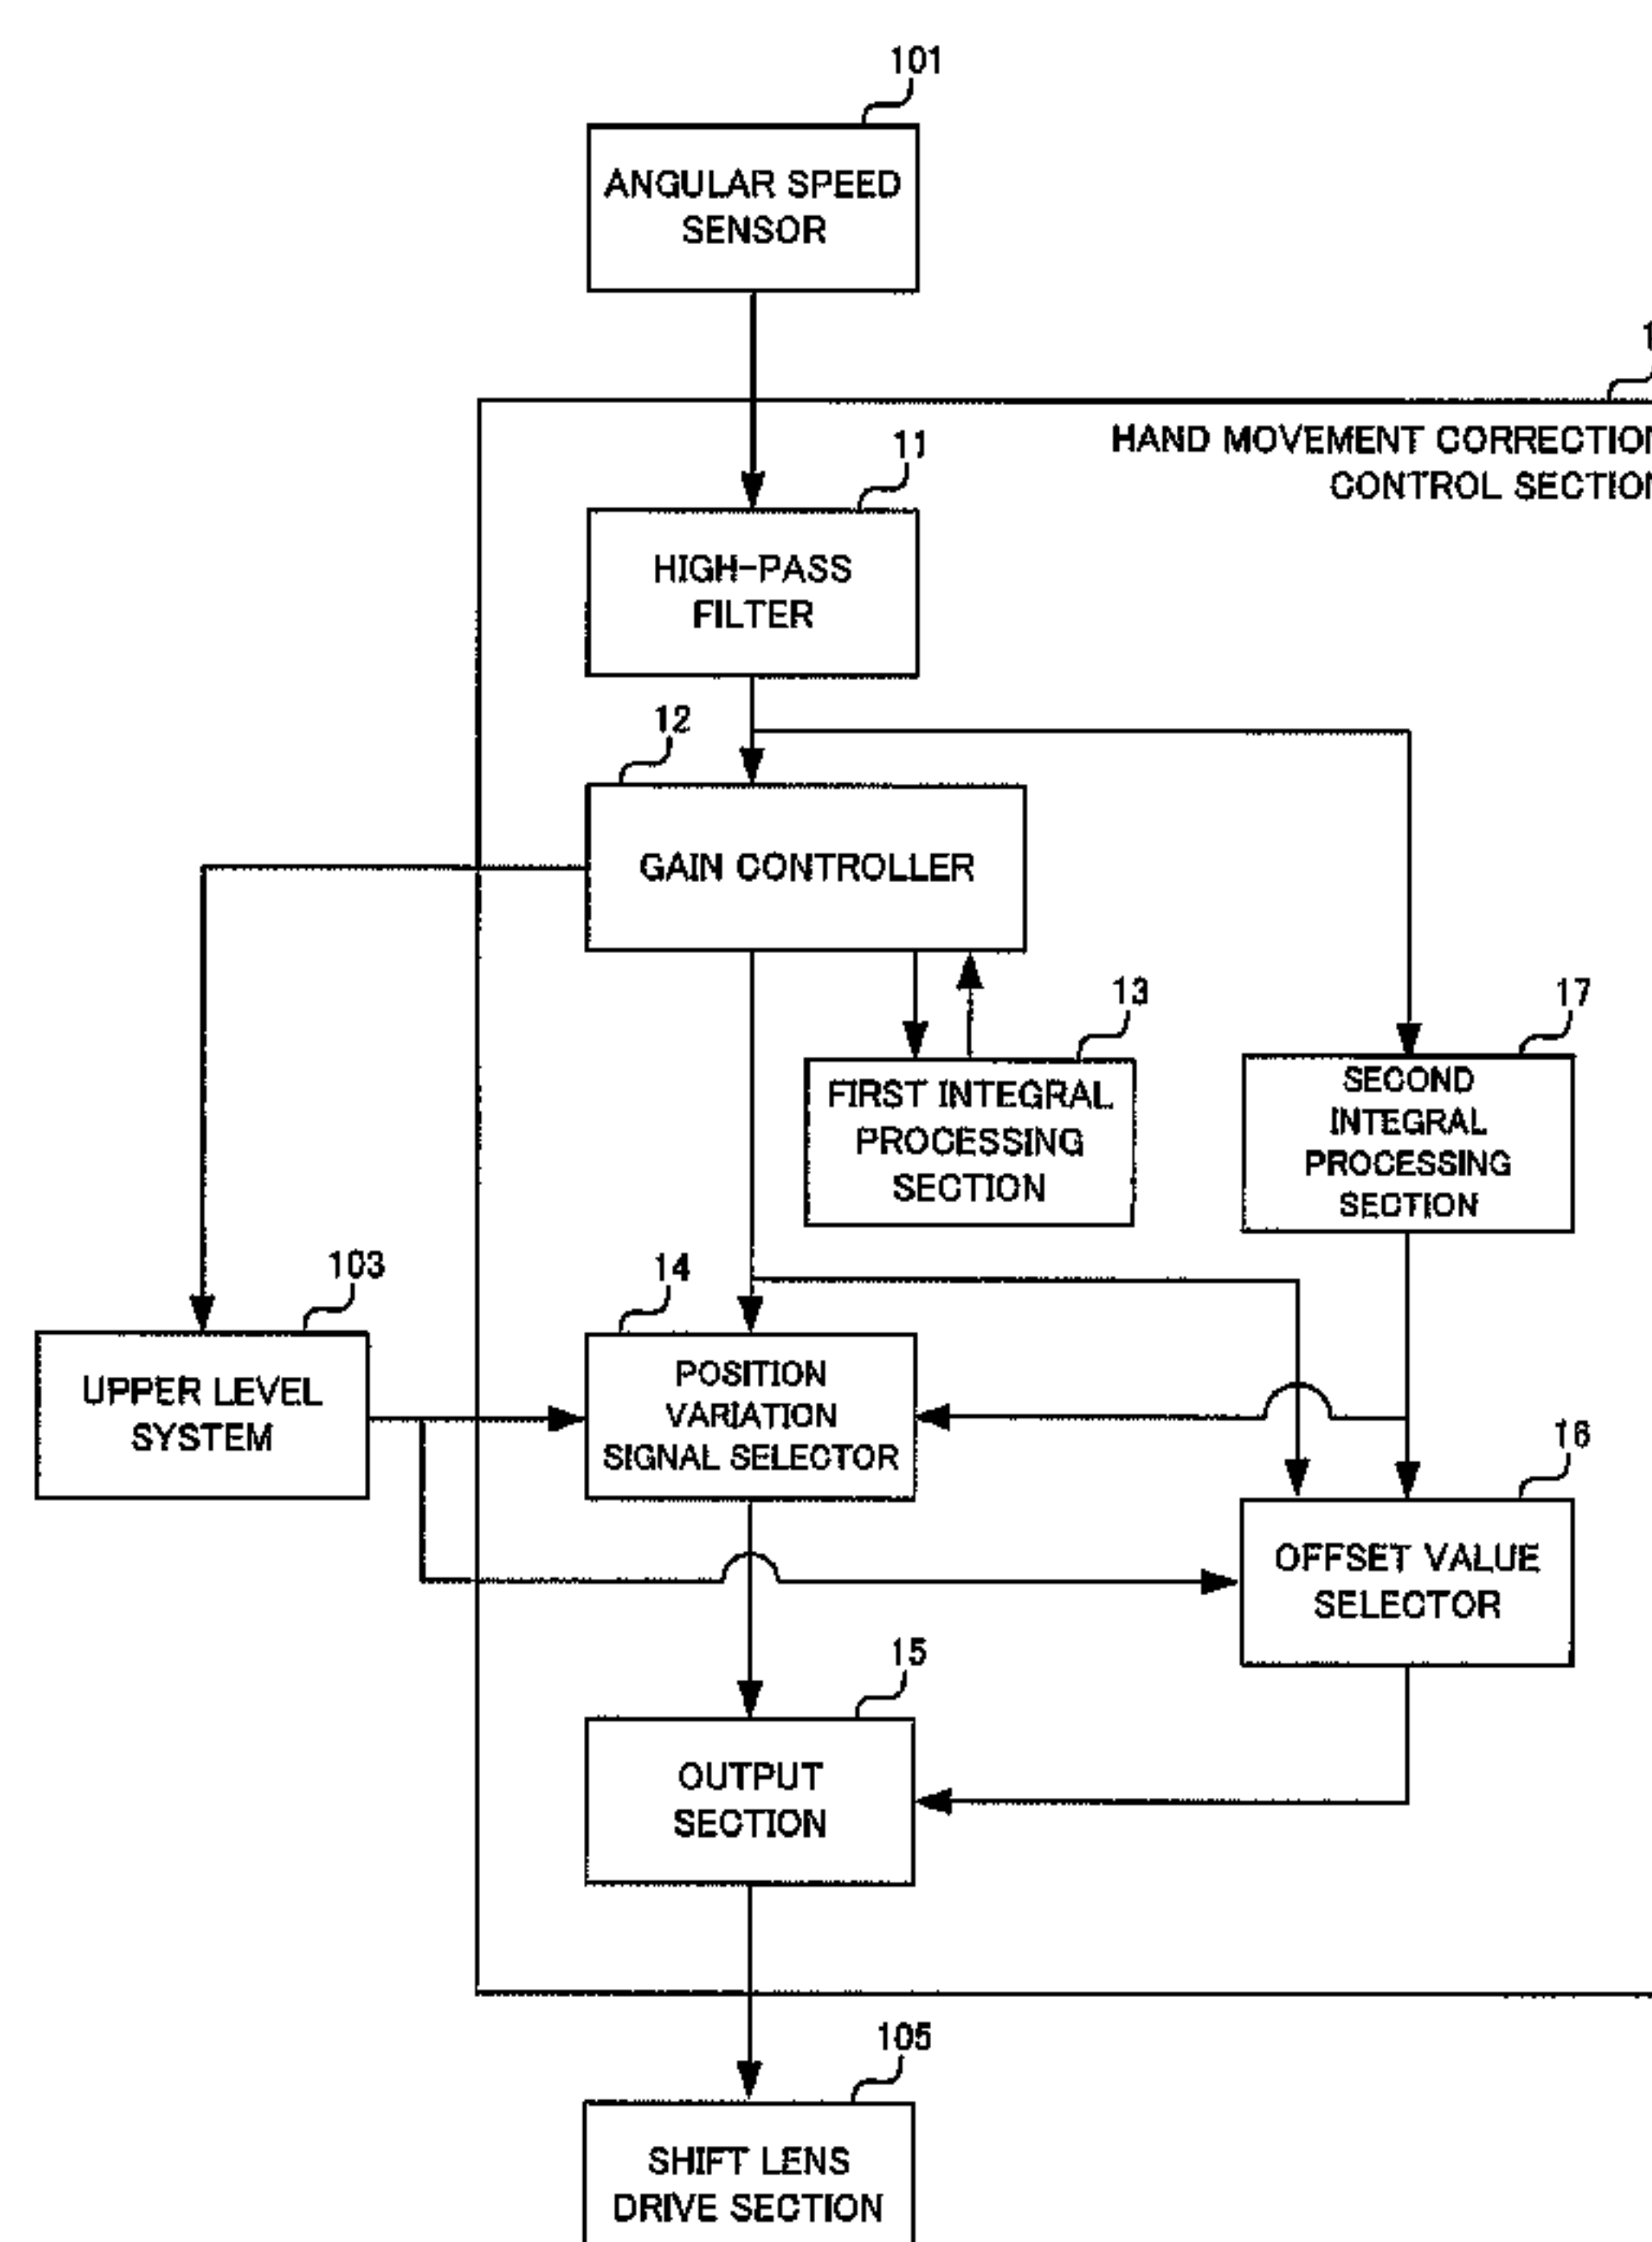 101
ANGULAR SPEED
SENSOR
HAND MOVEMENT CORRECTION
CONTROL SECTION
11
HIGH-PASS
FILTER
12
GAIN CONTROLLER
13
FIRST INTEGRAL
PROCESSING
SECTION
17
SECOND
INTEGRAL
PROCESSING
SECTION
103
UPPER LEVEL
SYSTEM
14
POSITION
VARIATION
SIGNAL SELECTOR
16
OFFSET VALUE
SELECTOR
15
OUTPUT
SECTION
105
SHIFT LENS
DRIVE SECTION